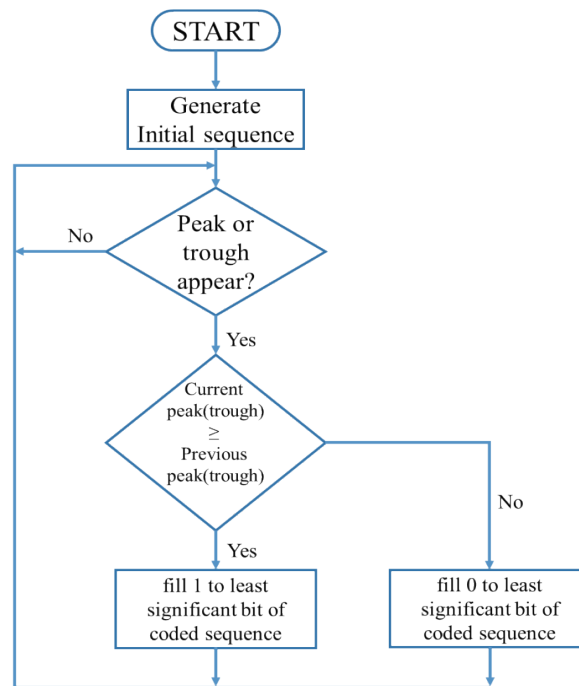 START
Generate
Initial sequence
Peak or
trough
appear?
No
Yes
Current
peak(trough)
≥
Previous
peak(trough)
No
Yes
fill 1 to least
significant bit of
coded sequence
fill 0 to least
significant bit of
coded sequence